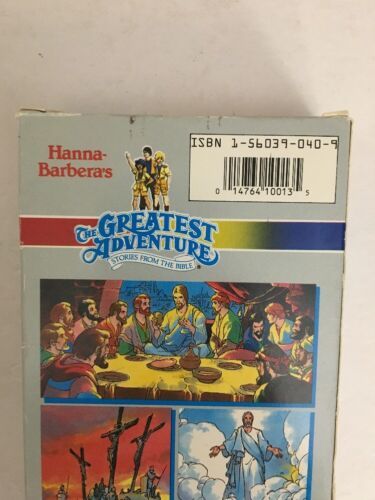 Hanna-
Barbera's
ISBN 1-56039-040-9
0 14764 10013 5
THE GREATEST
ADVENTURE
STORIES FROM THE BIBLE ®